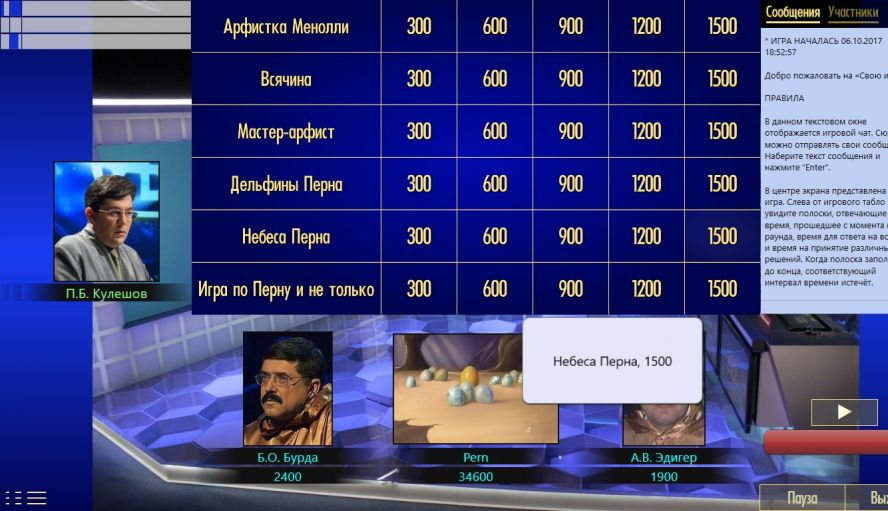 Арфистка Менолли 300 600 900 1200 1500
Всячина 300 600 900 1200 1500
Мастер-арфист 300 600 900 1200 1500
Дельфины Перна 300 600 900 1200 1500
Небеса Перна 300 600 900 1200 1500
Игра по Перну и не только 300 600 900 1200 1500
Сообщения Участники
* ИГРА НАЧАЛАСЬ 06.10.2017
18:52:57
Добро пожаловать на «Свою и
ПРАВИЛА
В данном текстовом окне
отображается игровой чат. Сю
можно отправлять свои сообщ
Наберите текст сообщения и
нажмите "Enter".
В центре экрана представлена
игра. Слева от игрового табло
увидите полоски, отвечающие
время, прошедшее с момента
раунда, время для ответа на во
и время на принятие различны
решений. Когда полоска запол
до конца, соответствующий
интервал времени истечёт.
П.Б. Кулешов
Небеса Перна, 1500
Б.О. Бурда
2400
Pern
34600
А.В. Эдигер
1900
Пауза
Вы